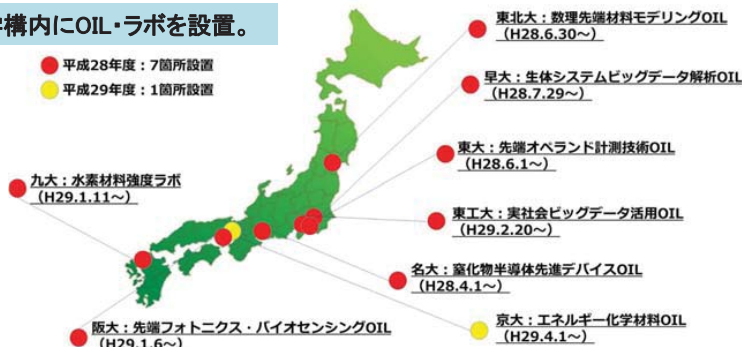 構内にOIL・ラボを設置。
平成28年度：7箇所設置
平成29年度：1箇所設置
東北大：数理先端材料モデリングOIL
(H28.6.30～)
早大：生体システムビッグデータ解析OIL
(H28.7.29～)
東大：先端オペランド計測技術OIL
(H28.6.1～)
九大：水素材料強度ラボ
(H29.1.11～)
東工大：実社会ビッグデータ活用OIL
(H29.2.20～)
名大：窒化物半導体先進デバイスOIL
(H28.4.1～)
阪大：先端フォトニクス・バイオセンシングOIL
(H29.1.6～)
京大：エネルギー化学材料OIL
(H29.4.1～)